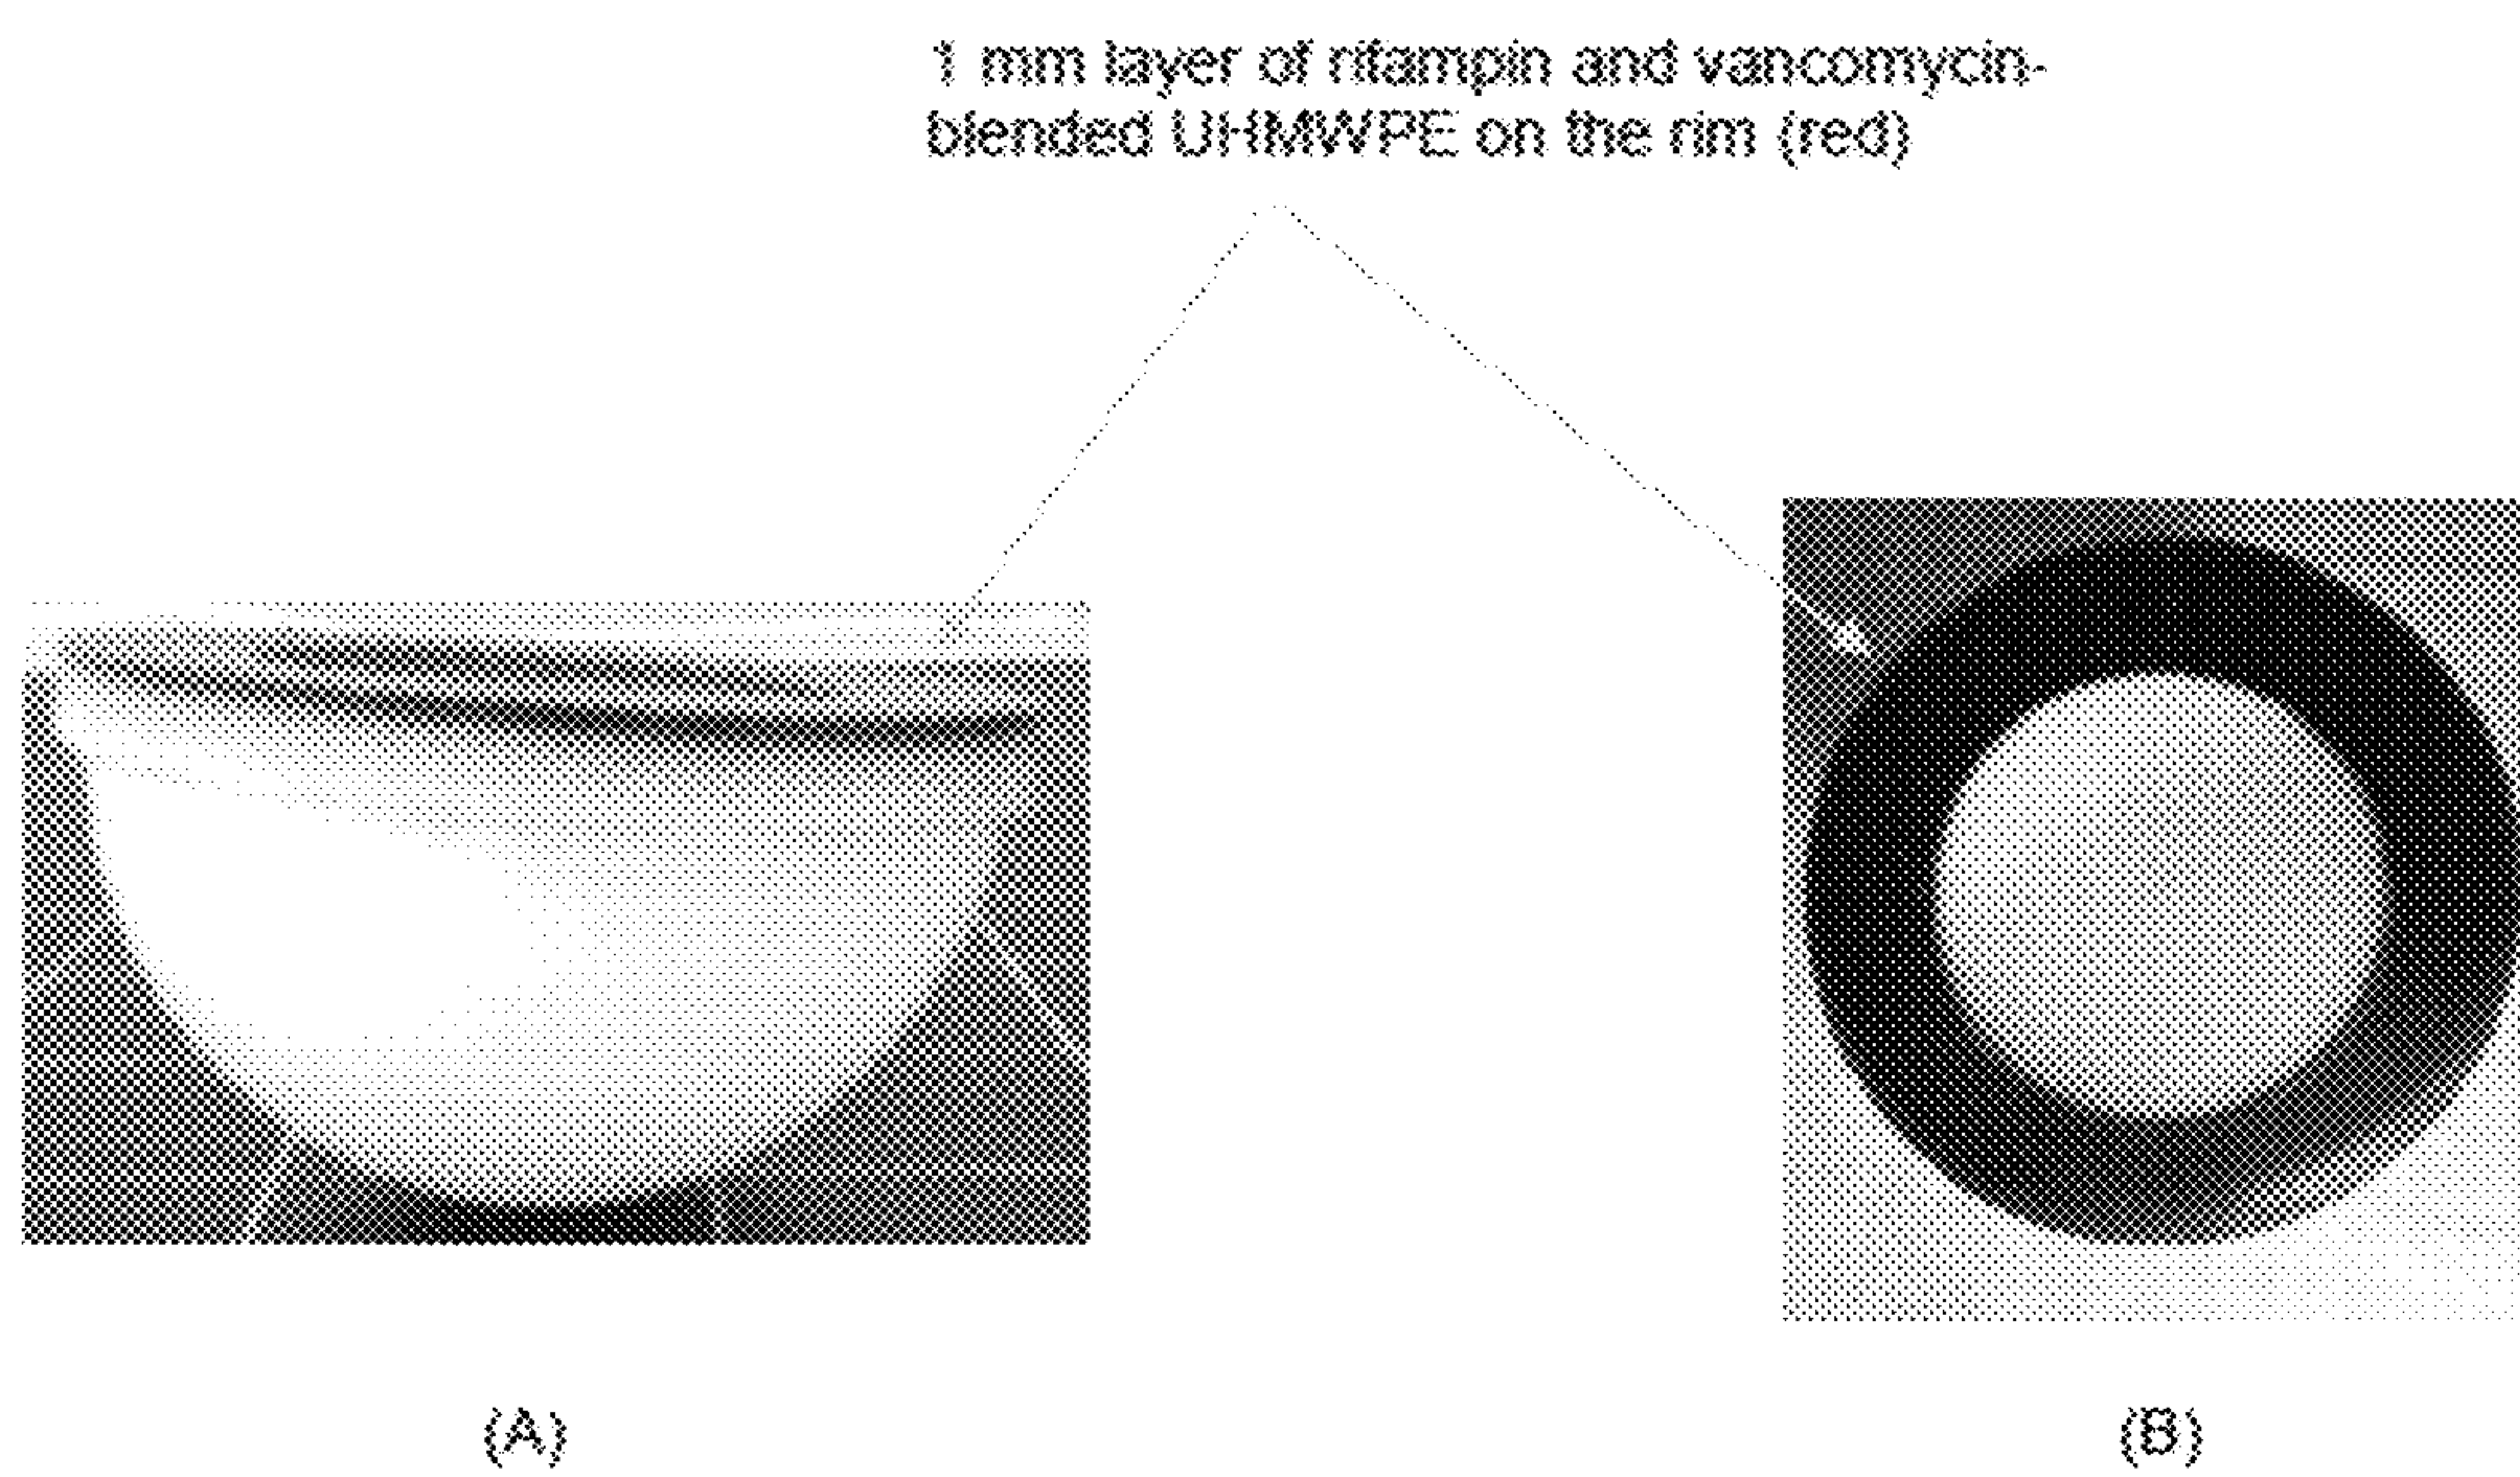 1 mm layer of rifampin and vancomycin-
blended UHMWPE on the rim (red)
(A)
(B)